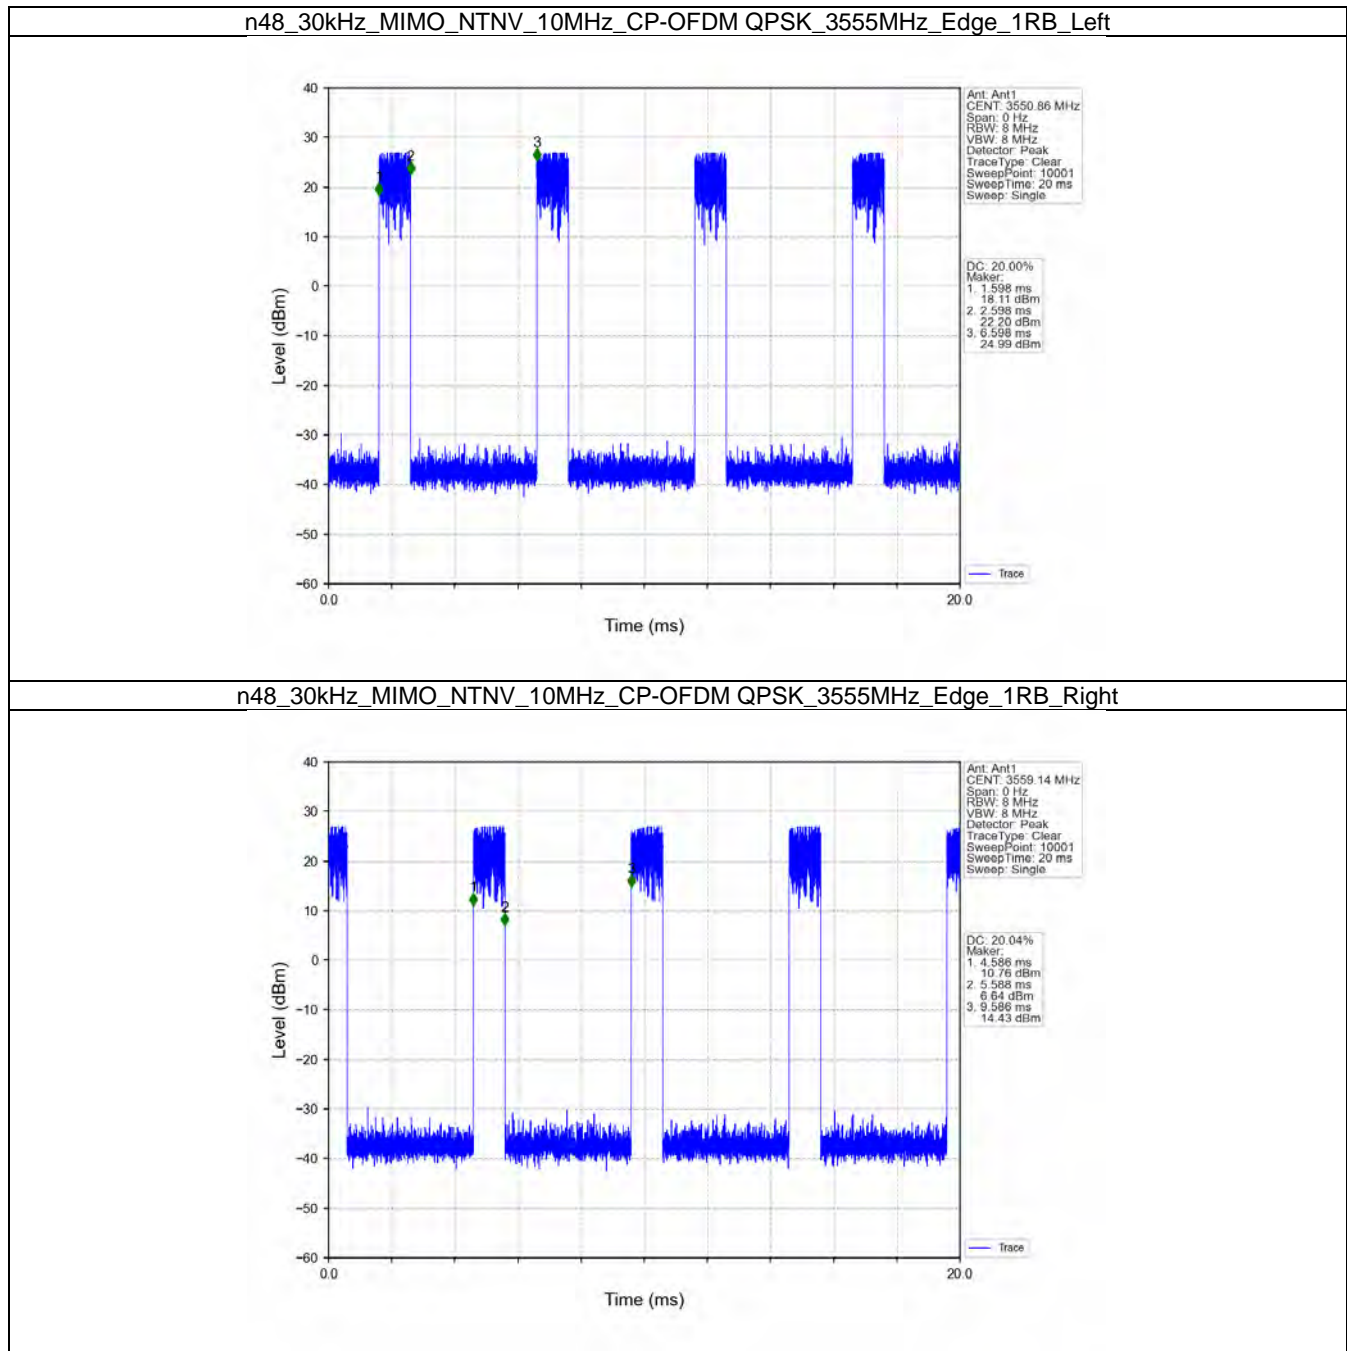 n48_30kHz_MIMO_NTNV_10MHz_CP-OFDM QPSK_3555MHz_Edge_1RB_Left
40
30
20
10
0
−10
−20
−30
−40
−50
−60
Level (dBm)
1
2
3
0.0
20.0
Time (ms)
Ant: Ant1
CENT: 3550.86 MHz
Span: 0 Hz
RBW: 8 MHz
VBW: 8 MHz
Detector: Peak
TraceType: Clear
SweepPoint: 10001
SweepTime: 20 ms
Sweep: Single
DC: 20.00%
Maker:
1. 1.598 ms
18.11 dBm
2. 2.598 ms
22.20 dBm
3. 6.598 ms
24.99 dBm
Trace
n48_30kHz_MIMO_NTNV_10MHz_CP-OFDM QPSK_3555MHz_Edge_1RB_Right
40
30
20
10
0
−10
−20
−30
−40
−50
−60
Level (dBm)
1
2
3
0.0
20.0
Time (ms)
Ant: Ant1
CENT: 3559.14 MHz
Span: 0 Hz
RBW: 8 MHz
VBW: 8 MHz
Detector: Peak
TraceType: Clear
SweepPoint: 10001
SweepTime: 20 ms
Sweep: Single
DC: 20.04%
Maker:
1. 4.586 ms
10.76 dBm
2. 5.588 ms
6.64 dBm
3. 9.586 ms
14.43 dBm
Trace